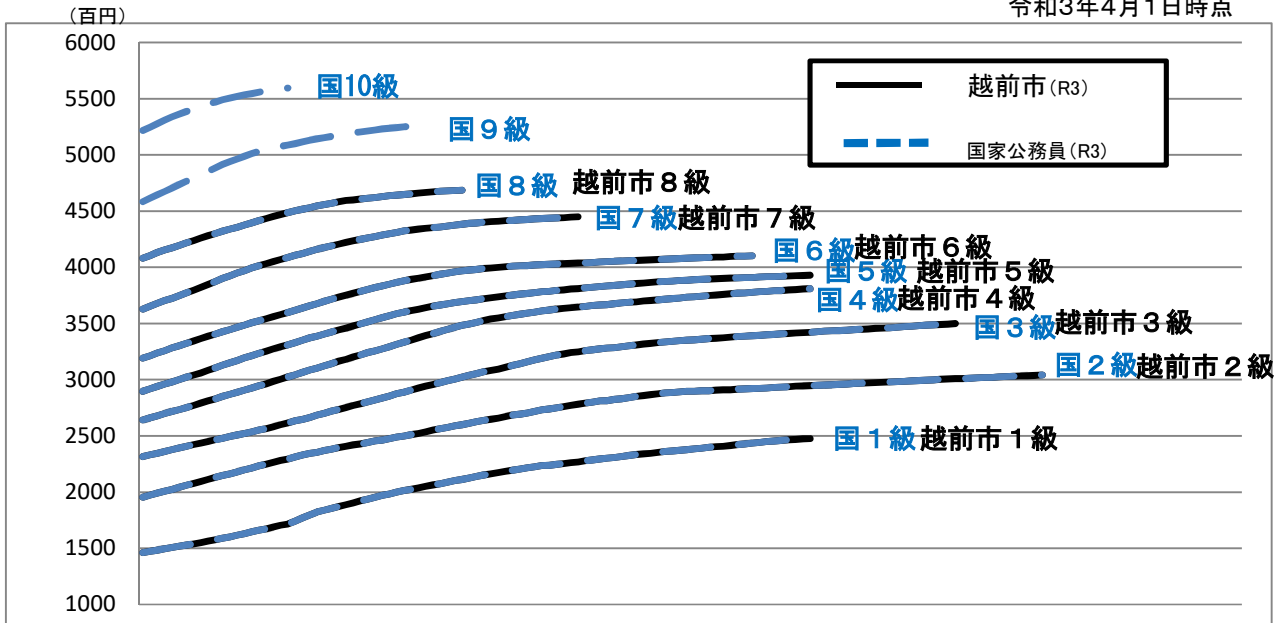 令和3年4月1日時点
（百円）
6000
5500
5000
4500
4000
3500
3000
2500
2000
1500
1000
越前市(R3)
国家公務員(R3)
国10級
国９級
国８級 越前市８級
国７級 越前市７級
国６級 越前市６級
国５級 越前市５級
国４級 越前市４級
国３級 越前市３級
国２級 越前市２級
国１級 越前市１級